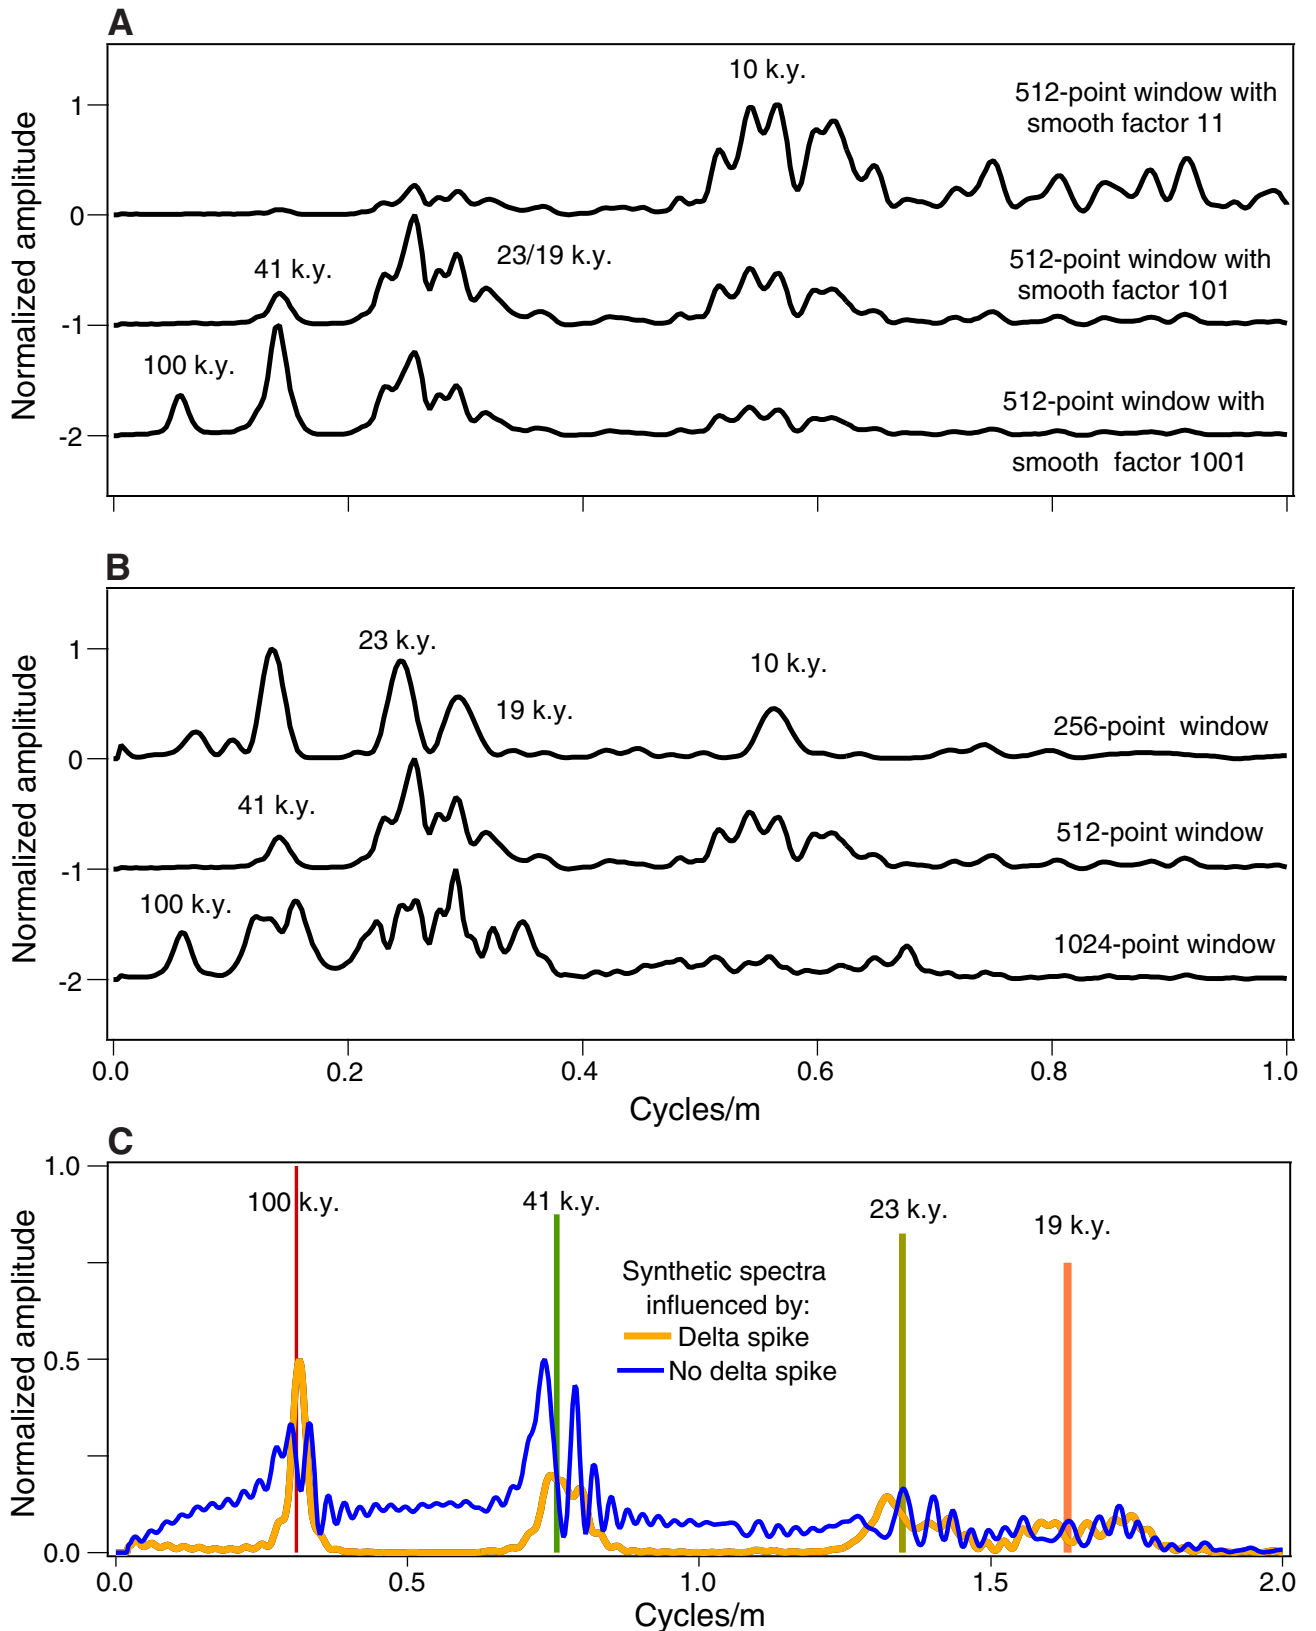 A
Normalized amplitude
1
0
-1
-2
10 k.y.
512-point window with
smooth factor 11
41 k.y.
23/19 k.y.
512-point window with
smooth factor 101
100 k.y.
512-point window with
smooth factor 1001
B
Normalized amplitude
1
0
-1
-2
23 k.y.
19 k.y.
10 k.y.
256-point window
41 k.y.
512-point window
100 k.y.
1024-point window
0.0 0.2 0.4 0.6 0.8 1.0
Cycles/m
C
Normalized amplitude
1.0
0.5
0.0
100 k.y.
41 k.y.
23 k.y.
19 k.y.
Synthetic spectra
influenced by:
Delta spike
No delta spike
0.0 0.5 1.0 1.5 2.0
Cycles/m